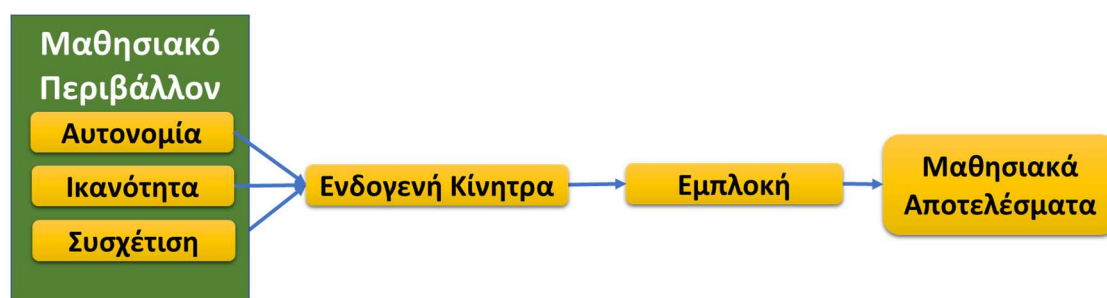 Μαθησιακό
Περιβάλλον
Αυτονομία
Ικανότητα
Συσχέτιση
Ενδογενή Κίνητρα
Εμπλοκή
Μαθησιακά
Αποτελέσματα